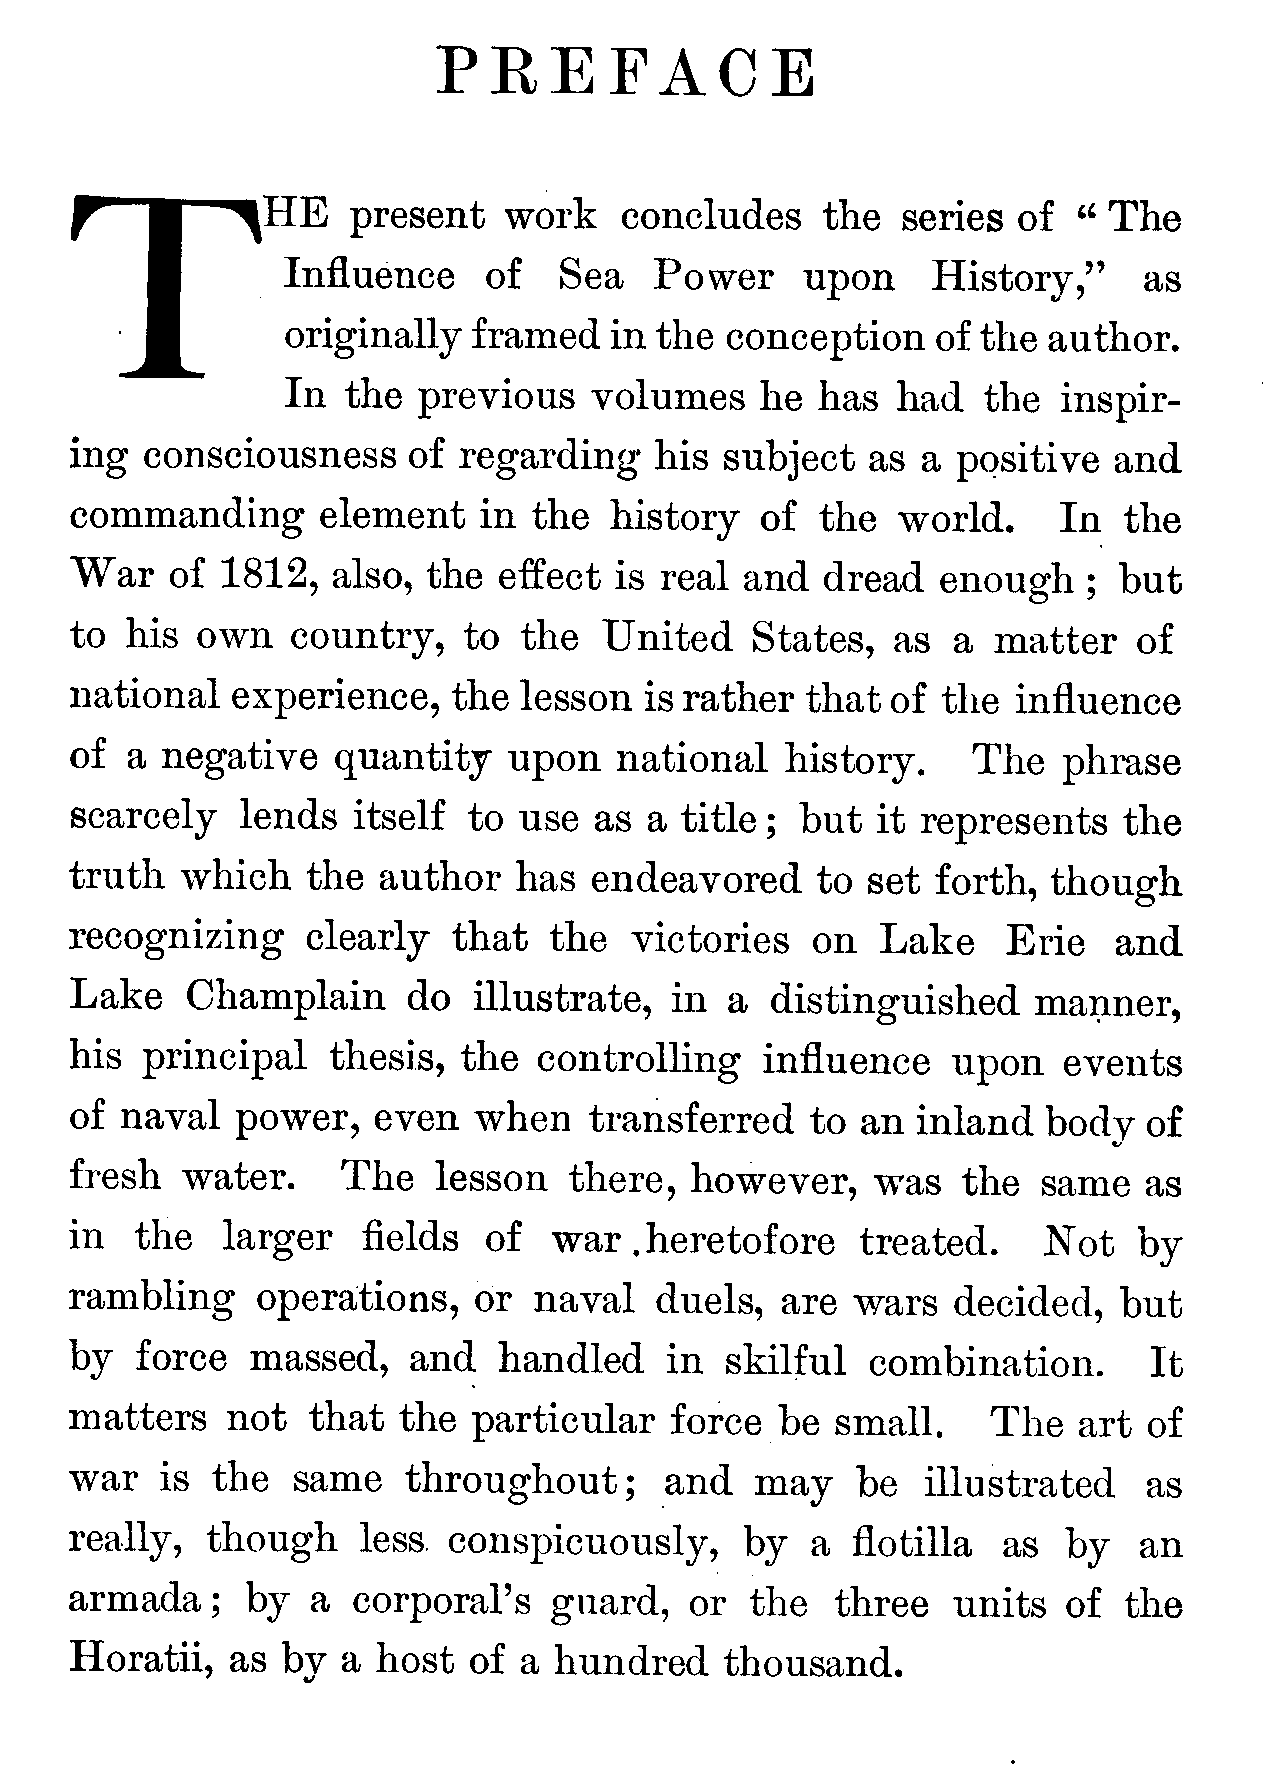 PREFACE
THE present work concludes the series of “The
Influence of Sea Power upon History,” as
originally framed in the conception of the author.
In the previous volumes he has had the inspir-
ing consciousness of regarding his subject as a positive and
commanding element in the history of the world. In the
War of 1812, also, the effect is real and dread enough; but
to his own country, to the United States, as a matter of
national experience, the lesson is rather that of the influence
of a negative quantity upon national history. The phrase
scarcely lends itself to use as a title; but it represents the
truth which the author has endeavored to set forth, though
recognizing clearly that the victories on Lake Erie and
Lake Champlain do illustrate, in a distinguished manner,
his principal thesis, the controlling influence upon events
of naval power, even when transferred to an inland body of
fresh water. The lesson there, however, was the same as
in the larger fields of war heretofore treated. Not by
rambling operations, or naval duels, are wars decided, but
by force massed, and handled in skilful combination. It
matters not that the particular force be small. The art of
war is the same throughout; and may be illustrated as
really, though less conspicuously, by a flotilla as by an
armada; by a corporal’s guard, or the three units of the
Horatii, as by a host of a hundred thousand.